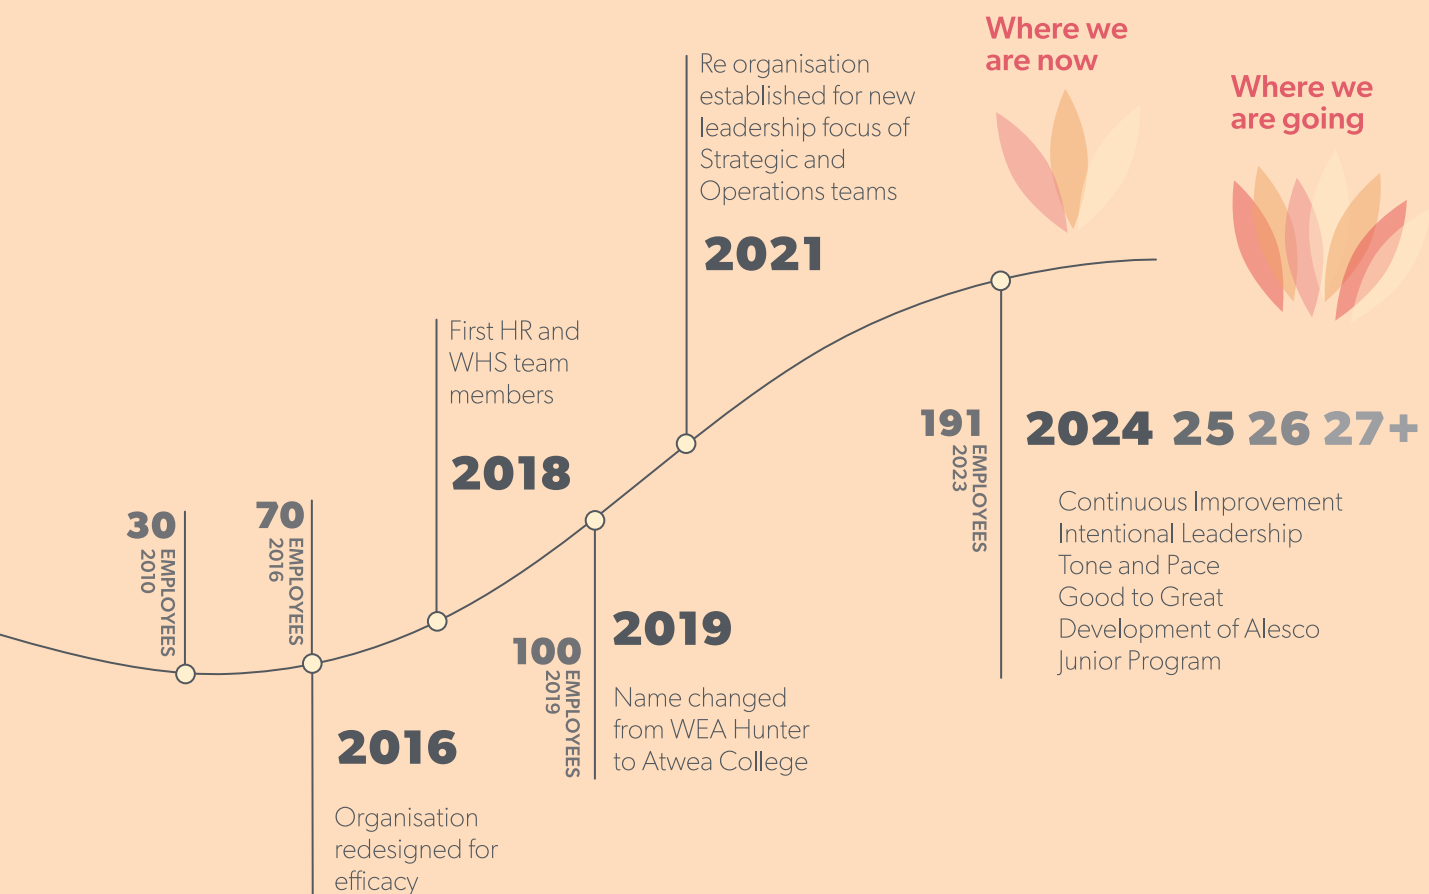 Where we
are now
Where we
are going
Re organisation
established for new
leadership focus of
Strategic and
Operations teams
2021
First HR and
WHS team
members
2018
30
EMPLOYEES
2010
70
EMPLOYEES
2016
2016
Organisation
redesigned for
efficacy
100
EMPLOYEES
2019
2019
Name changed
from WEA Hunter
to Atwea College
191
EMPLOYEES
2023
2024 25 26 27+
Continuous Improvement
Intentional Leadership
Tone and Pace
Good to Great
Development of Alesco
Junior Program